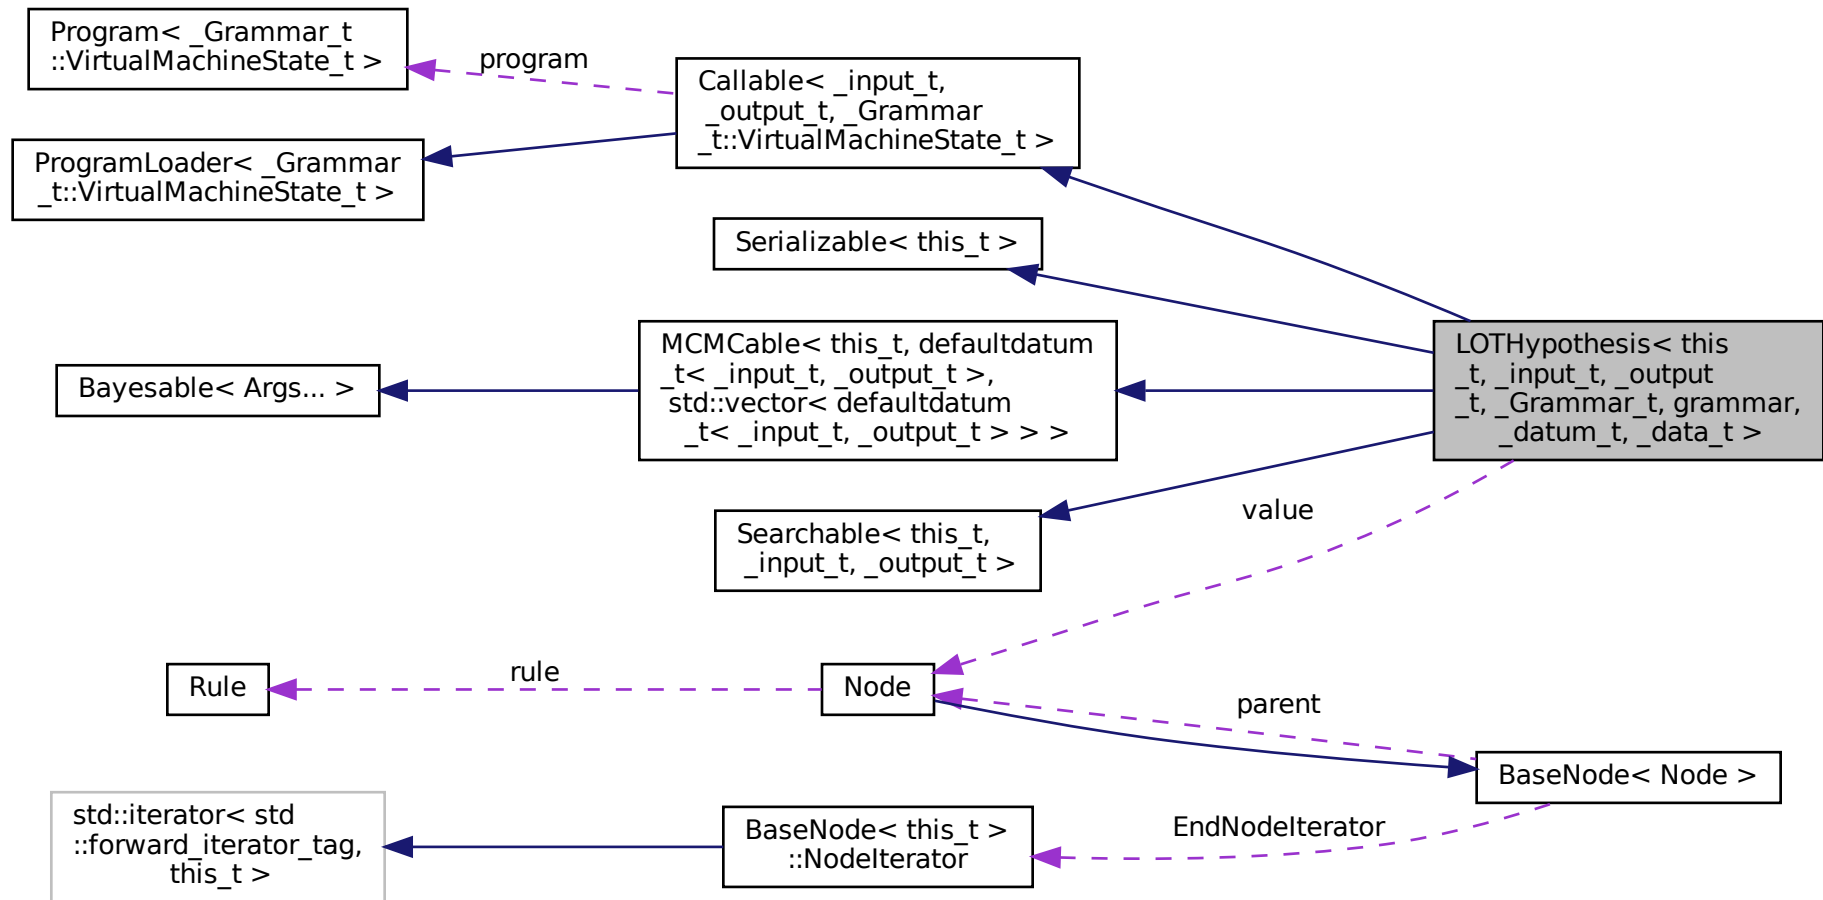 Program< _Grammar_t
::VirtualMachineState_t >
program
Callable< _input_t,
_output_t, _Grammar
_t::VirtualMachineState_t >
ProgramLoader< _Grammar
_t::VirtualMachineState_t >
Serializable< this_t >
MCMCable< this_t, defaultdatum
_t< _input_t, _output_t >,
std::vector< defaultdatum
_t< _input_t, _output_t > > >
LOTHypothesis< this
_t, _input_t, _output
_t, _Grammar_t, grammar,
_datum_t, _data_t >
Bayesable< Args... >
value
Searchable< this_t,
_input_t, _output_t >
Rule
rule
Node
parent
BaseNode< Node >
std::iterator< std
::forward_iterator_tag,
this_t >
BaseNode< this_t >
::NodeIterator
EndNodeIterator